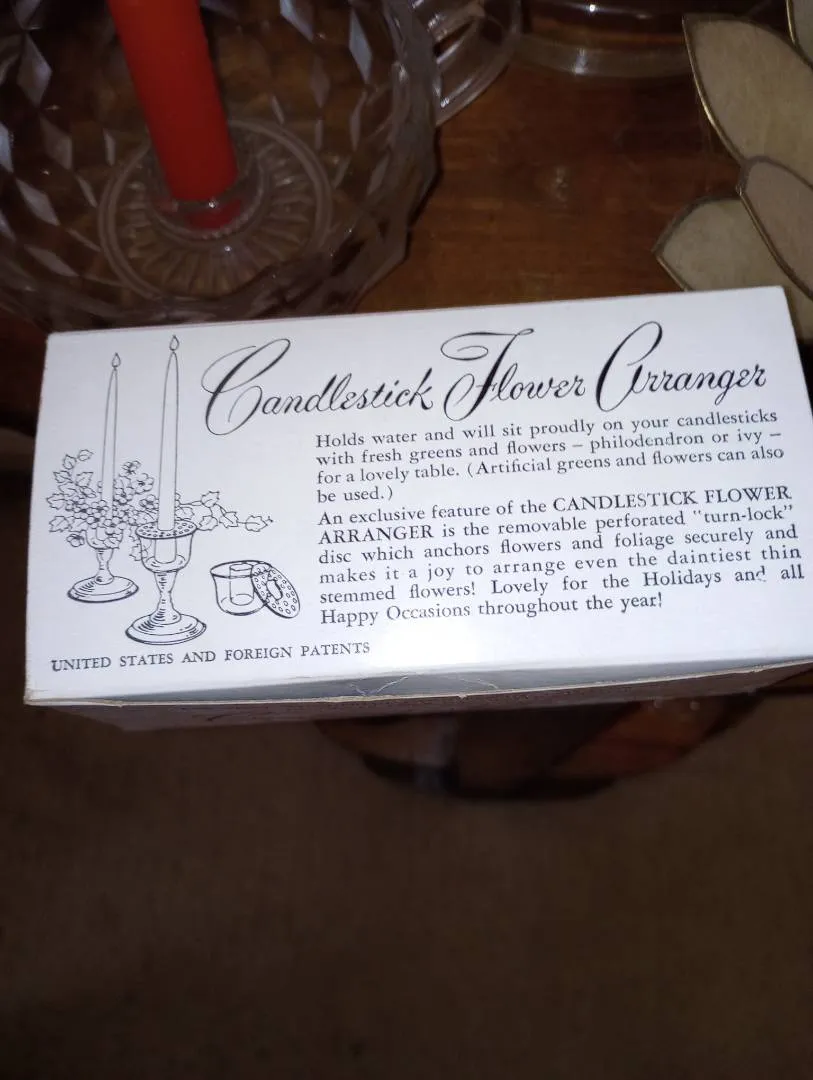 Candlestick Flower Arranger
Holds water and will sit proudly on your candlesticks
with fresh greens and flowers – philodendron or ivy –
for a lovely table. (Artificial greens and flowers can also
be used.)
An exclusive feature of the CANDLESTICK FLOWER
ARRANGER is the removable perforated "turn-lock"
disc which anchors flowers and foliage securely and
makes it a joy to arrange even the daintiest thin
stemmed flowers! Lovely for the Holidays and all
Happy Occasions throughout the year!
UNITED STATES AND FOREIGN PATENTS